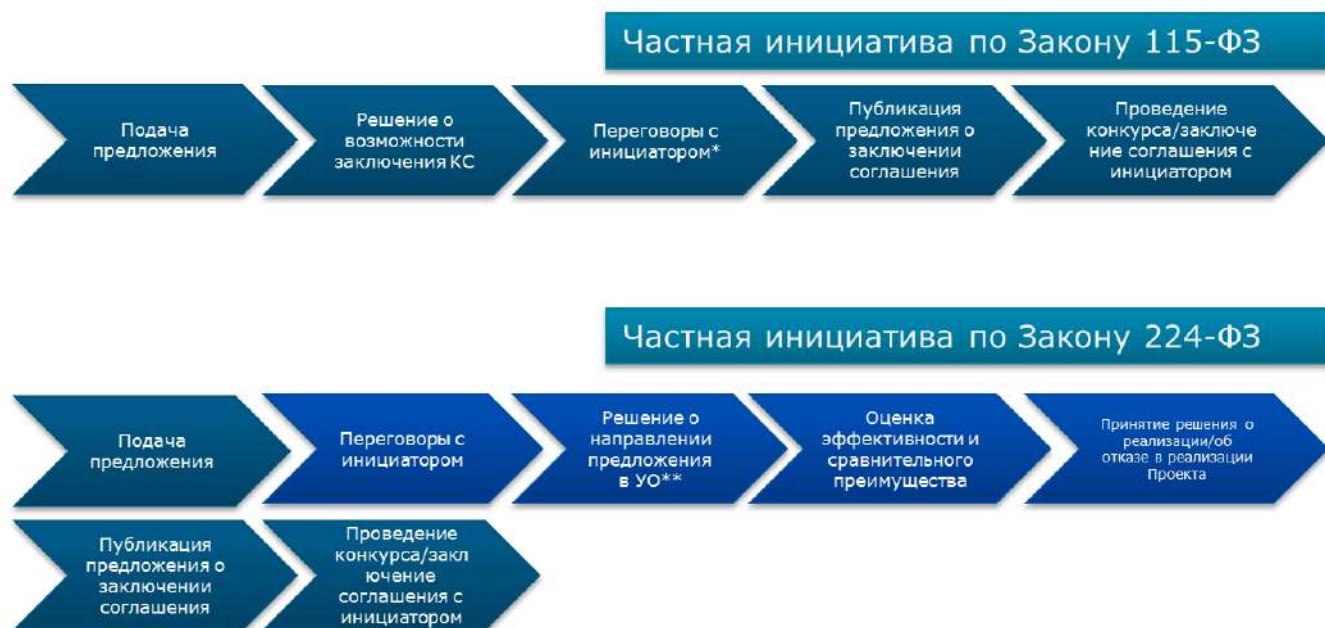 Частная инициатива по Закону 115-ФЗ
Подача
предложения
Решение о
возможности
заключения КС
Переговоры с
инициатором*
Публикация
предложения о
заключении
соглашения
Проведение
конкурса/заключе
ние соглашения с
инициатором
Частная инициатива по Закону 224-ФЗ
Подача
предложения
Переговоры с
инициатором
Решение о
направлении
предложения
в УО**
Оценка
эффективности и
сравнительного
преимущества
Принятие решения о
реализации/об
отказе в реализации
Проекта
Публикация
предложения о
заключении
соглашения
Проведение
конкурса/закл
ючение
соглашения с
инициатором